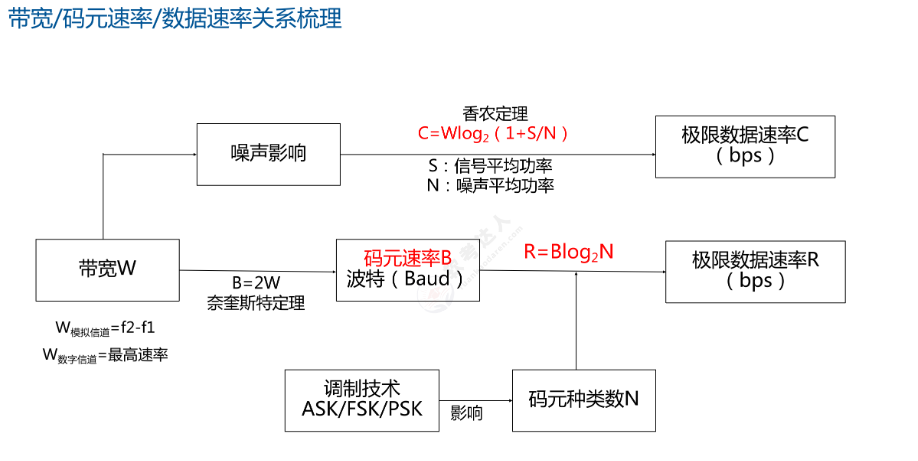 带宽/码元速率/数据速率关系梳理
香农定理
C=Wlog₂（1+S/N）
噪声影响
极限数据速率C
（bps）
S：信号平均功率
N：噪声平均功率
带宽W
B=2W
奈奎斯特定理
码元速率B
波特（Baud）
R=Blog₂N
极限数据速率R
（bps）
W模拟信道=f2-f1
W数字信道=最高速率
调制技术
ASK/FSK/PSK
影响
码元种类数N